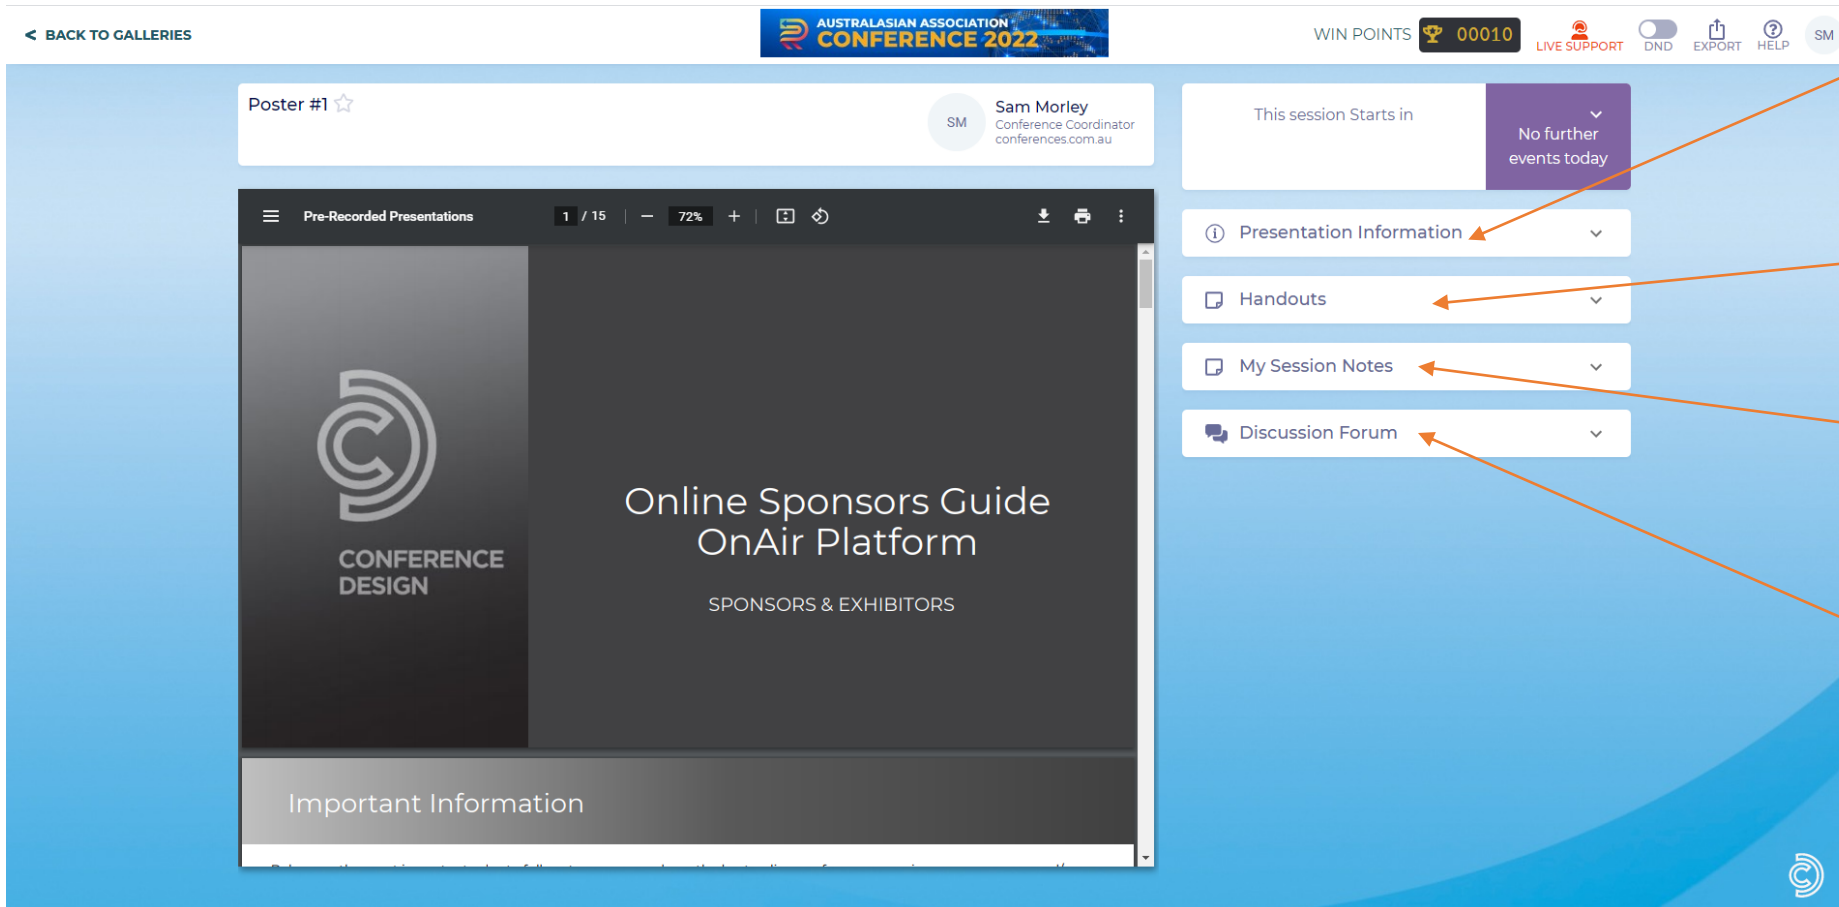 < BACK TO GALLERIES
AUSTRALASIAN ASSOCIATION
CONFERENCE 2022
WIN POINTS 00010
LIVE SUPPORT
DND
EXPORT
HELP
SM
Poster #1
SM
Sam Morley
Conference Coordinator
conferences.com.au
This session Starts in
No further
events today
Pre-Recorded Presentations
1 / 15
72%
Presentation Information
Handouts
My Session Notes
Discussion Forum
CONFERENCE
DESIGN
Online Sponsors Guide
OnAir Platform
SPONSORS & EXHIBITORS
Important Information